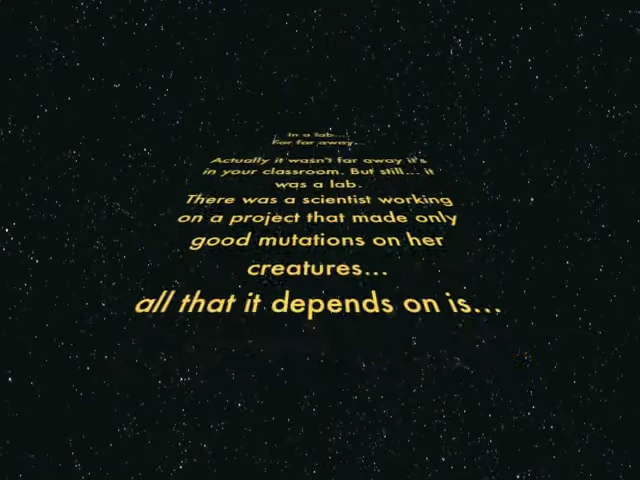 In a lab...
Far far away...
Actually it wasn't far away it's
in your classroom. But still... it
was a lab.
There was a scientist working
on a project that made only
good mutations on her
creatures...
all that it depends on is...